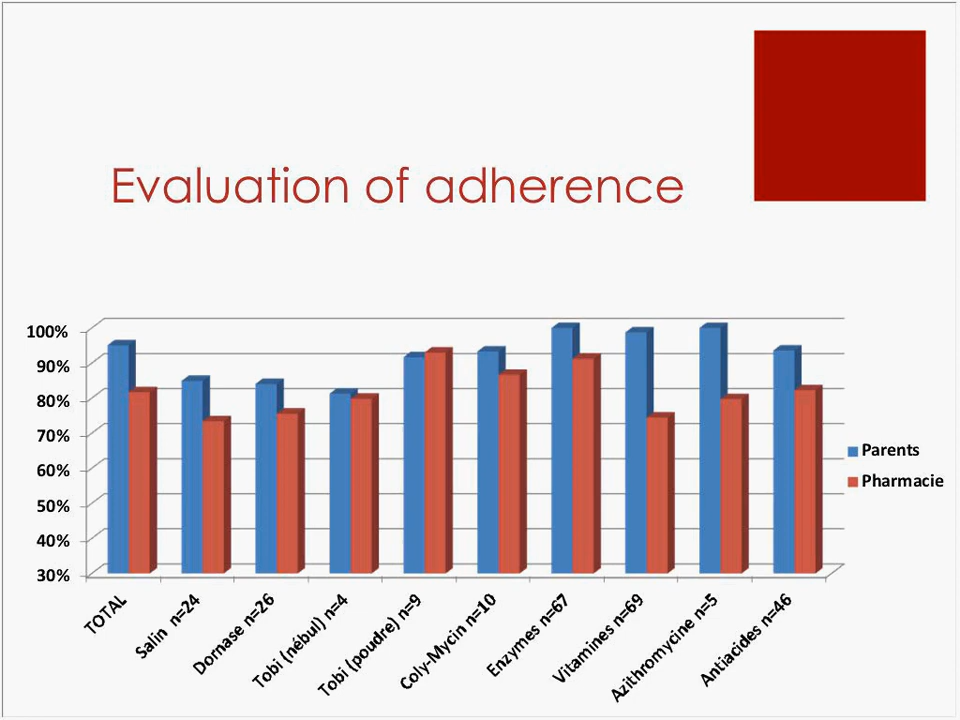 Evaluation of adherence
100%
90%
80%
70%
60%
50%
40%
30%
TOTAL
Salin n=24
Dornase n=26
Tobi (nébul) n=4
Tobi (poudre) n=9
Coly-Mycin n=10
Enzymes n=67
Vitamines n=69
Azithromycine n=5
Antiacides n=46
Parents
Pharmacie